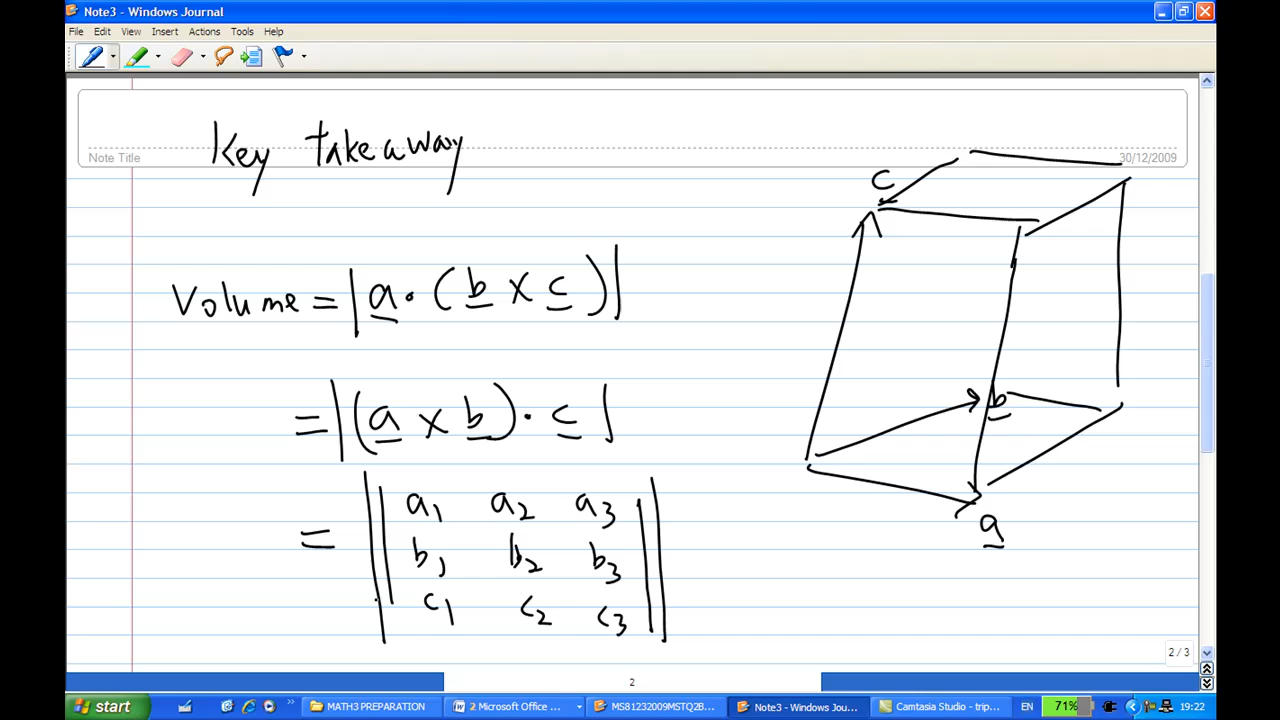 Note3 - Windows Journal
File Edit View Insert Actions Tools Help
Key takeaway
Note Title
30/12/2009
Volume = |a · (b × c)|
= |(a × b) · c|
= || a1 a2 a3
b1 b2 b3
c1 c2 c3 ||
c
b
a
2 / 3
2
start
MATH3 PREPARATION
2 Microsoft Office ...
MS81232009MSTQ2B...
Note3 - Windows Jou...
Camtasia Studio - trip...
EN
71%
19:22